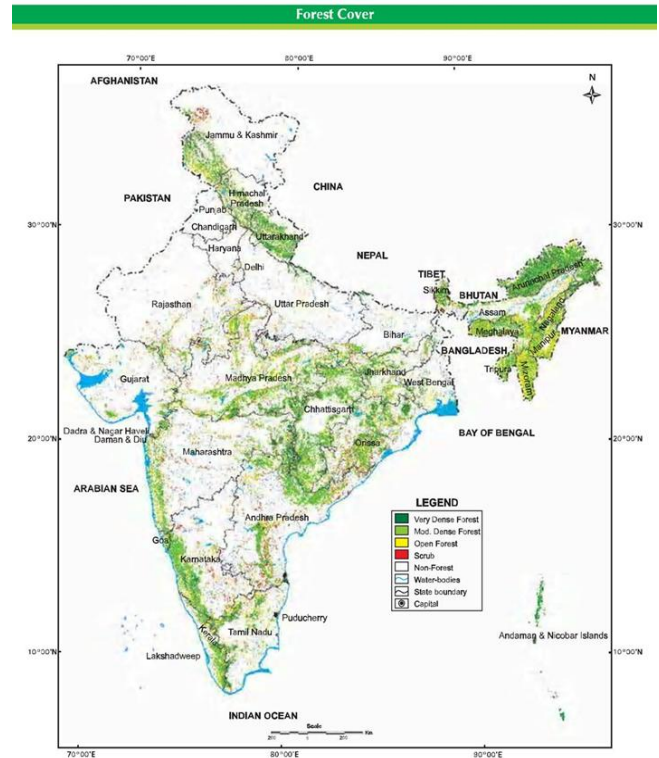 Forest Cover
70°00'E
80°00'E
90°00'E
AFGHANISTAN
N
Jammu & Kashmir
CHINA
PAKISTAN
Himachal
Pradesh
Punjab
30°00'N
30°00'N
Chandigarh
Uttarakhand
Haryana
NEPAL
Delhi
TIBET
Sikkim
Arunachal Pradesh
BHUTAN
Rajasthan
Uttar Pradesh
Assam
Nagaland
Bihar
Meghalaya
Manipur
MYANMAR
BANGLADESH
Jharkhand
Tripura
Mizoram
Gujarat
Madhya Pradesh
West Bengal
Chhattisgarh
Dadra & Nagar Haveli
Daman & Diu
20°00'N
20°00'N
Orissa
BAY OF BENGAL
Maharashtra
ARABIAN SEA
LEGEND
Very Dense Forest
Mod. Dense Forest
Open Forest
Scrub
Non-Forest
Water-bodies
State boundary
Capital
Andhra Pradesh
Goa
Karnataka
Puducherry
Kerala
Tamil Nadu
Andaman & Nicobar Islands
Lakshadweep
10°00'N
10°00'N
INDIAN OCEAN
Scale
Km
70°00'E
80°00'E
90°00'E